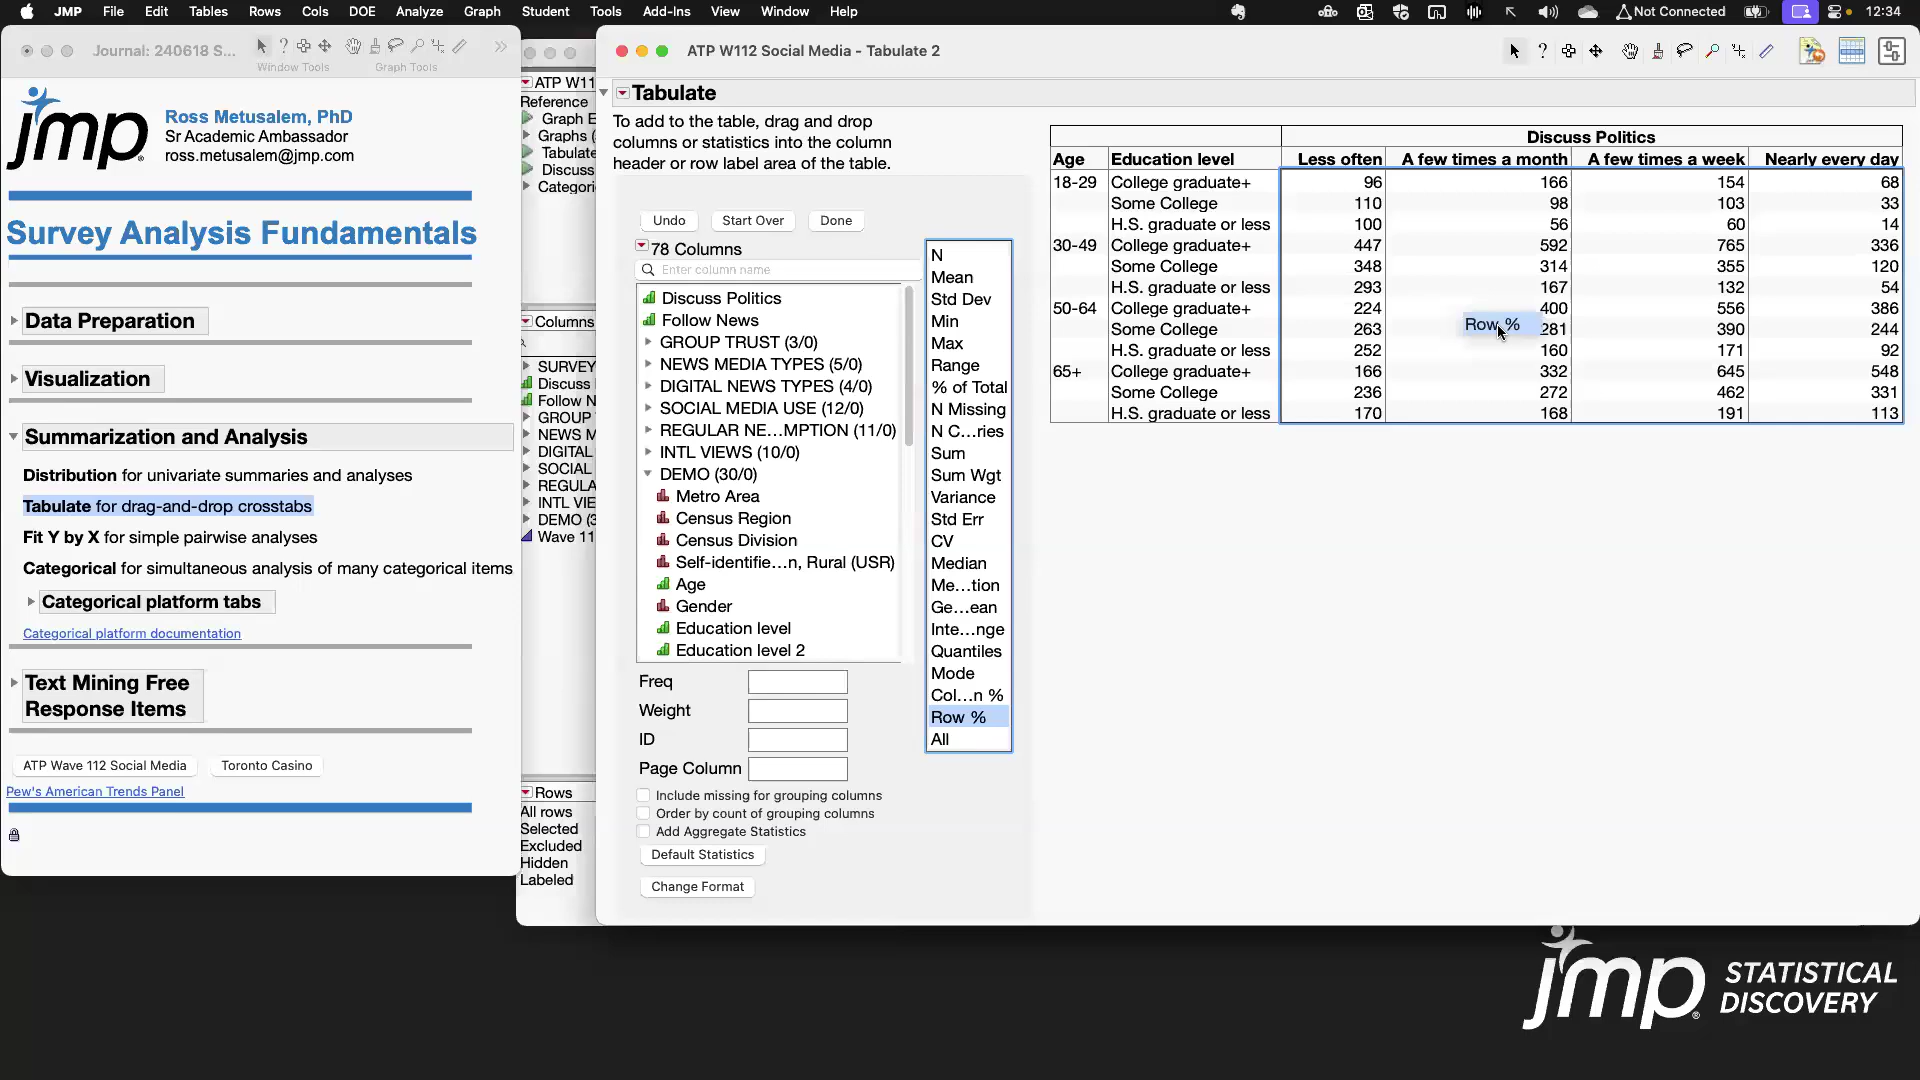 JMP File Edit Tables Rows Cols DOE Analyze Graph Student Tools Add-Ins View Window Help Not Connected 12:34
Journal: 240618 S...
Window Tools Graph Tools
jmp
Ross Metusalem, PhD
Sr Academic Ambassador
ross.metusalem@jmp.com
Survey Analysis Fundamentals
Data Preparation
Visualization
Summarization and Analysis
Distribution for univariate summaries and analyses
Tabulate for drag-and-drop crosstabs
Fit Y by X for simple pairwise analyses
Categorical for simultaneous analysis of many categorical items
Categorical platform tabs
Categorical platform documentation
Text Mining Free
Response Items
ATP Wave 112 Social Media Toronto Casino
Pew's American Trends Panel
ATP W11
Reference
Graph E
Graphs (
Tabulate
Discuss
Categori
Columns
SURVEY
Discuss
Follow N
GROUP
NEWS M
DIGITAL
SOCIAL
REGULA
INTL VIE
DEMO (3
Wave 11
Rows
All rows
Selected
Excluded
Hidden
Labeled
ATP W112 Social Media - Tabulate 2
Tabulate
To add to the table, drag and drop
columns or statistics into the column
header or row label area of the table.
Undo Start Over Done
78 Columns
Enter column name
Discuss Politics
Follow News
GROUP TRUST (3/0)
NEWS MEDIA TYPES (5/0)
DIGITAL NEWS TYPES (4/0)
SOCIAL MEDIA USE (12/0)
REGULAR NE...MPTION (11/0)
INTL VIEWS (10/0)
DEMO (30/0)
Metro Area
Census Region
Census Division
Self-identifie...n, Rural (USR)
Age
Gender
Education level
Education level 2
N
Mean
Std Dev
Min
Max
Range
% of Total
N Missing
N C...ries
Sum
Sum Wgt
Variance
Std Err
CV
Median
Me...tion
Ge...ean
Inte...nge
Quantiles
Mode
Col...n %
Row %
All
Freq
Weight
ID
Page Column
Include missing for grouping columns
Order by count of grouping columns
Add Aggregate Statistics
Default Statistics
Change Format
Discuss Politics
Age Education level Less often A few times a month A few times a week Nearly every day
18-29 College graduate+ 96 166 154 68
Some College 110 98 103 33
H.S. graduate or less 100 56 60 14
30-49 College graduate+ 447 592 765 336
Some College 348 314 355 120
H.S. graduate or less 293 167 132 54
50-64 College graduate+ 224 400 556 386
Some College 263 281 390 244
Row %
H.S. graduate or less 252 160 171 92
65+ College graduate+ 166 332 645 548
Some College 236 272 462 331
H.S. graduate or less 170 168 191 113
jmp STATISTICAL
DISCOVERY